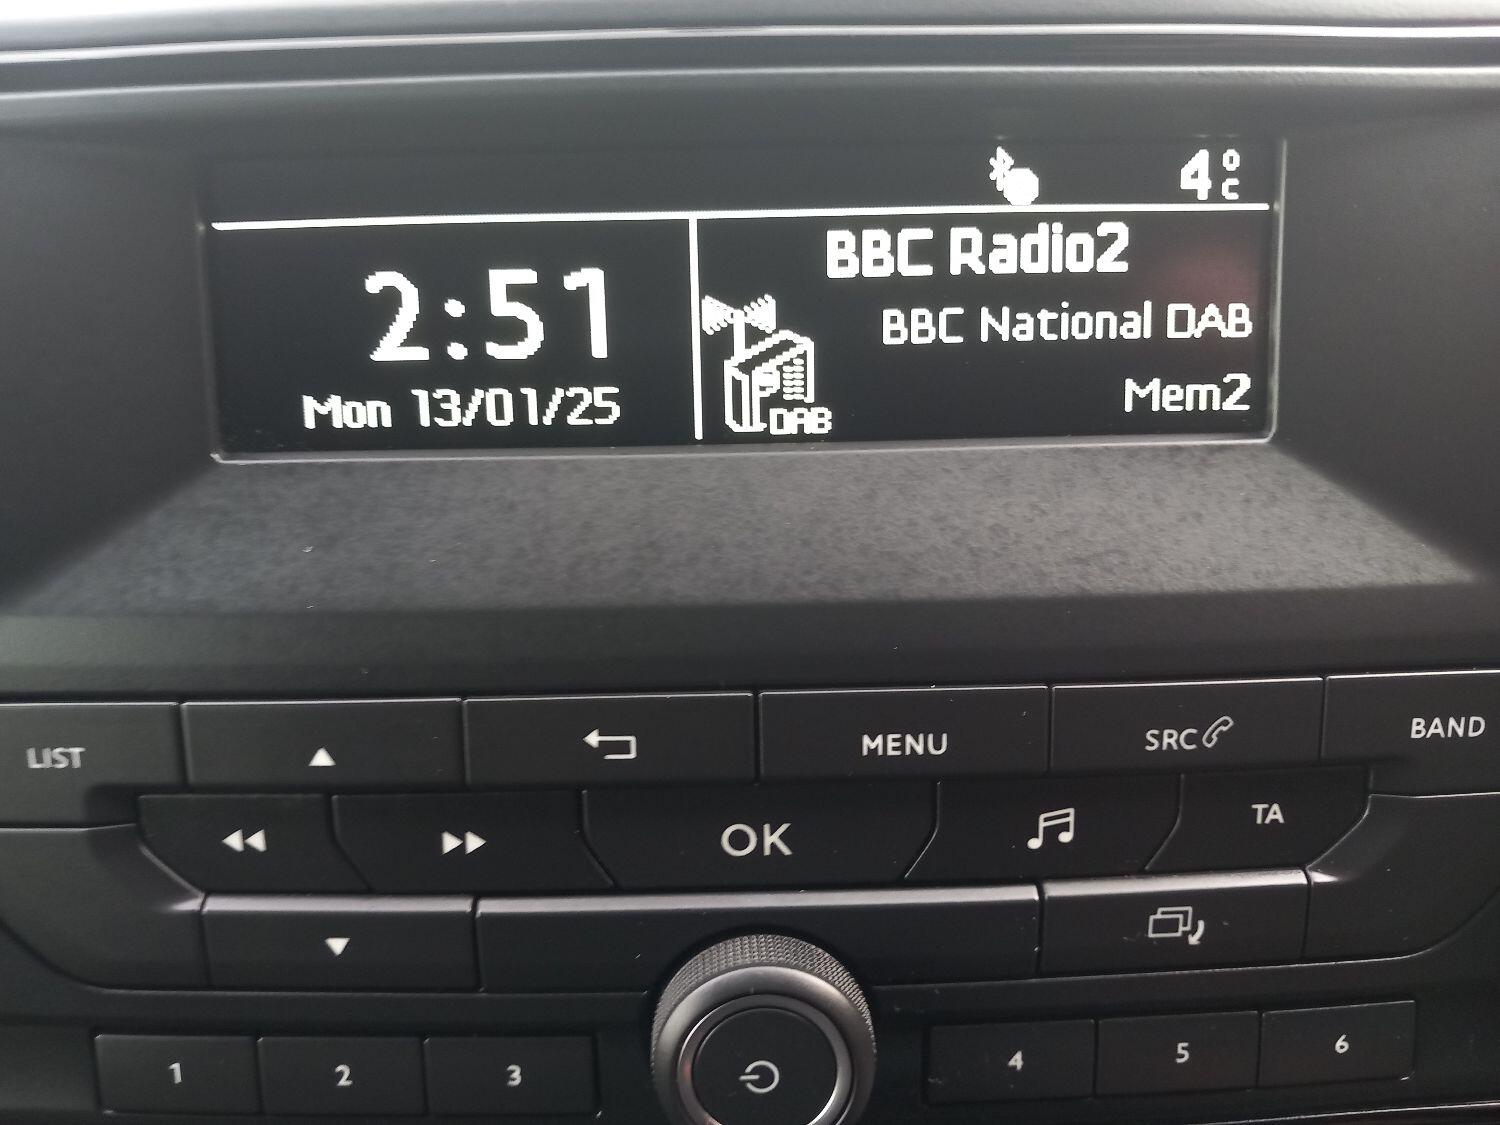 4°C
2:51
Mon 13/01/25
BBC Radio2
BBC National DAB
Mem2
DAB
LIST
MENU
SRC
BAND
OK
TA
1
2
3
4
5
6